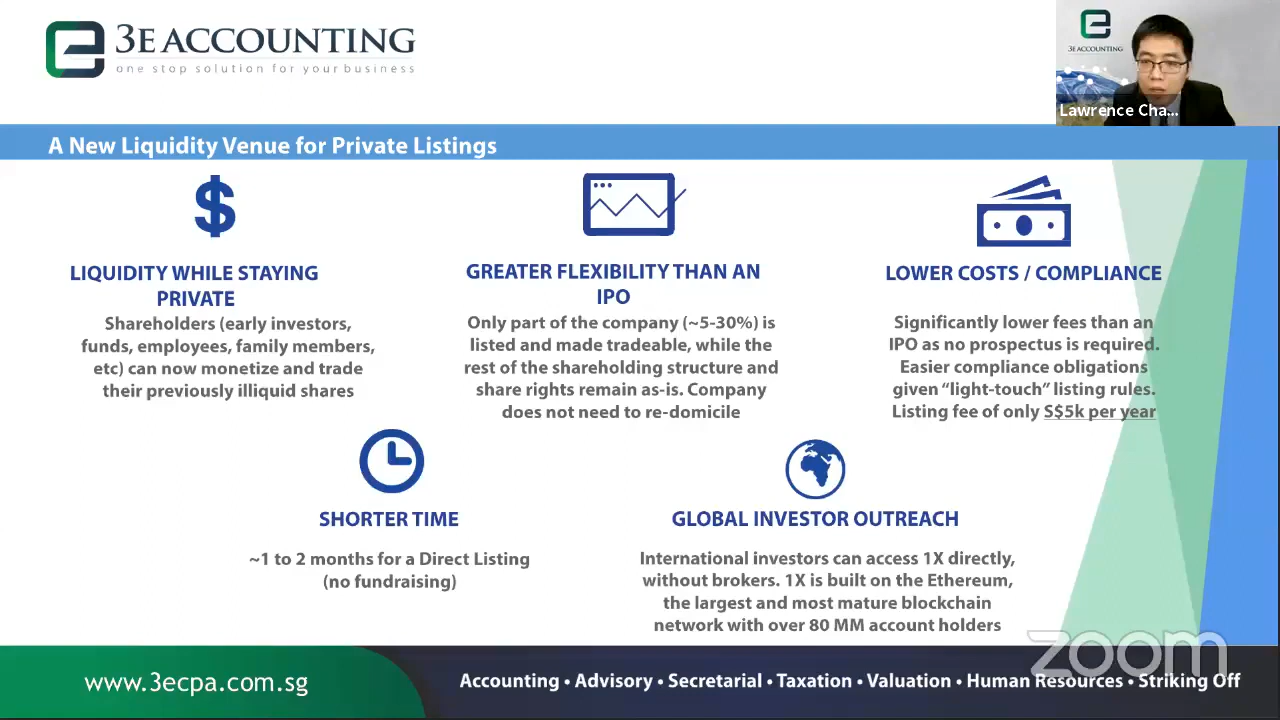 3E ACCOUNTING
one stop solution for your business
3E ACCOUNTING
Lawrence Cha...
A New Liquidity Venue for Private Listings
LIQUIDITY WHILE STAYING
PRIVATE
Shareholders (early investors,
funds, employees, family members,
etc) can now monetize and trade
their previously illiquid shares
GREATER FLEXIBILITY THAN AN
IPO
Only part of the company (~5-30%) is
listed and made tradeable, while the
rest of the shareholding structure and
share rights remain as-is. Company
does not need to re-domicile
LOWER COSTS / COMPLIANCE
Significantly lower fees than an
IPO as no prospectus is required.
Easier compliance obligations
given “light-touch” listing rules.
Listing fee of only S$5k per year
SHORTER TIME
~1 to 2 months for a Direct Listing
(no fundraising)
GLOBAL INVESTOR OUTREACH
International investors can access 1X directly,
without brokers. 1X is built on the Ethereum,
the largest and most mature blockchain
network with over 80 MM account holders
zoom
www.3ecpa.com.sg
Accounting • Advisory • Secretarial • Taxation • Valuation • Human Resources • Striking Off